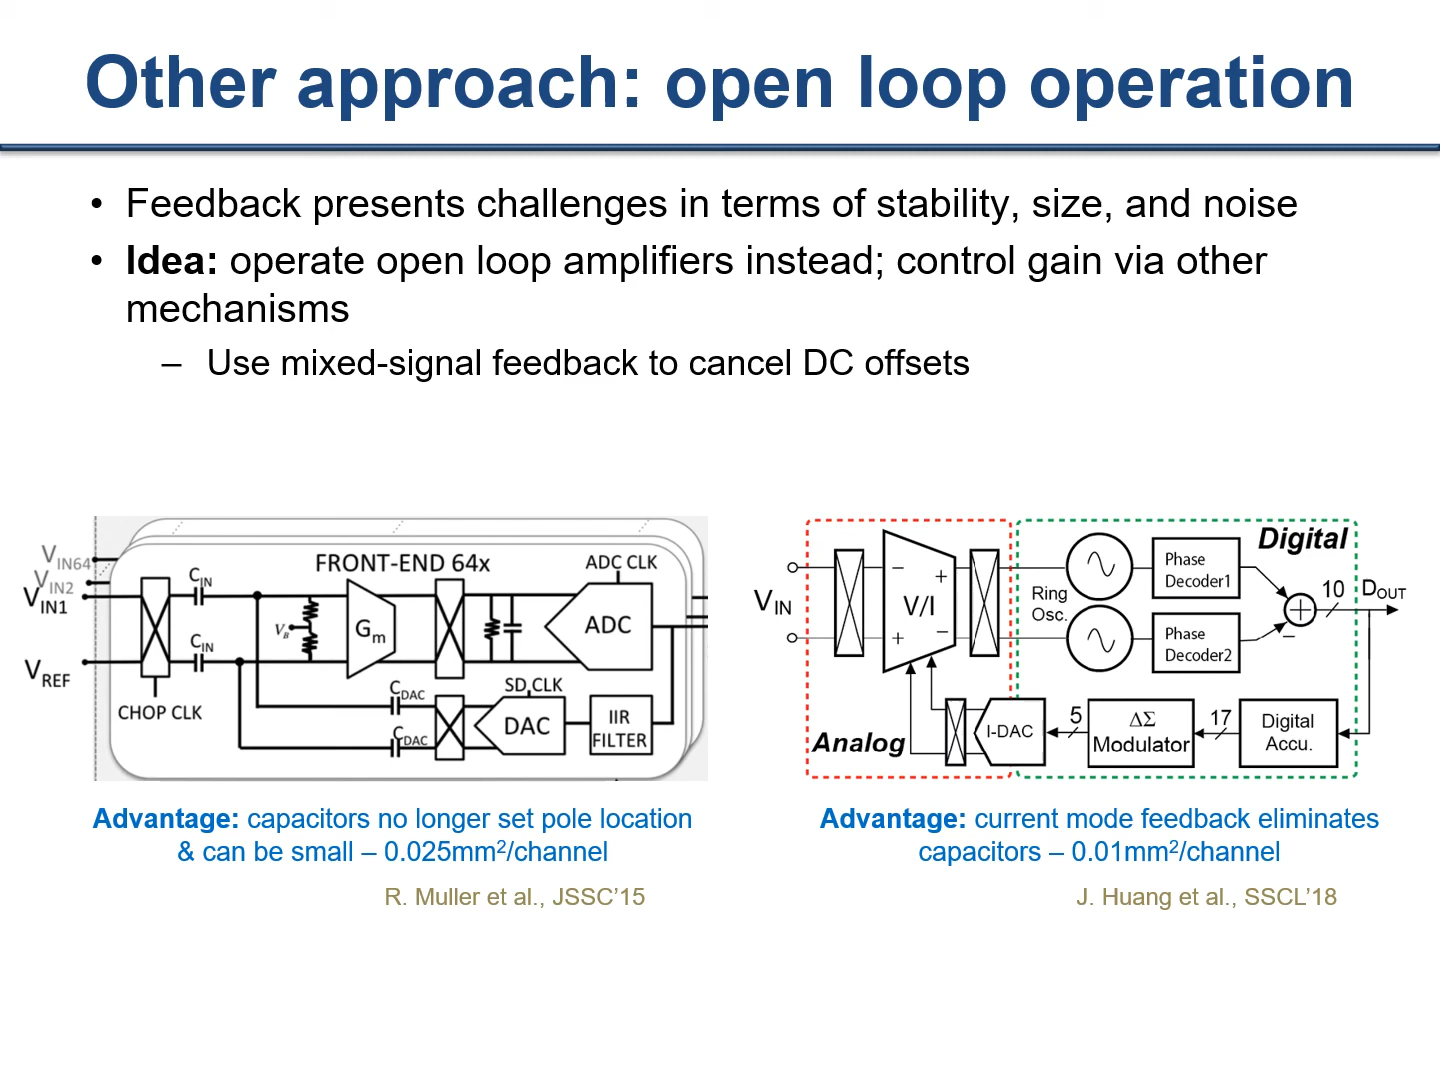 Other approach: open loop operation
• Feedback presents challenges in terms of stability, size, and noise
• Idea: operate open loop amplifiers instead; control gain via other
mechanisms
– Use mixed-signal feedback to cancel DC offsets
VIN64
VIN2
VIN1
VREF
CHOP CLK
CIN
CIN
FRONT-END 64x
VB
Gm
ADC CLK
ADC
CDAC
CDAC
SD CLK
DAC
IIR
FILTER
Advantage: capacitors no longer set pole location
& can be small – 0.025mm²/channel
R. Muller et al., JSSC’15
VIN
V/I
− +
+ −
Analog
Digital
Ring
Osc.
Phase
Decoder1
Phase
Decoder2
+
−
10
DOUT
I-DAC
5
ΔΣ
Modulator
17
Digital
Accu.
Advantage: current mode feedback eliminates
capacitors – 0.01mm²/channel
J. Huang et al., SSCL’18